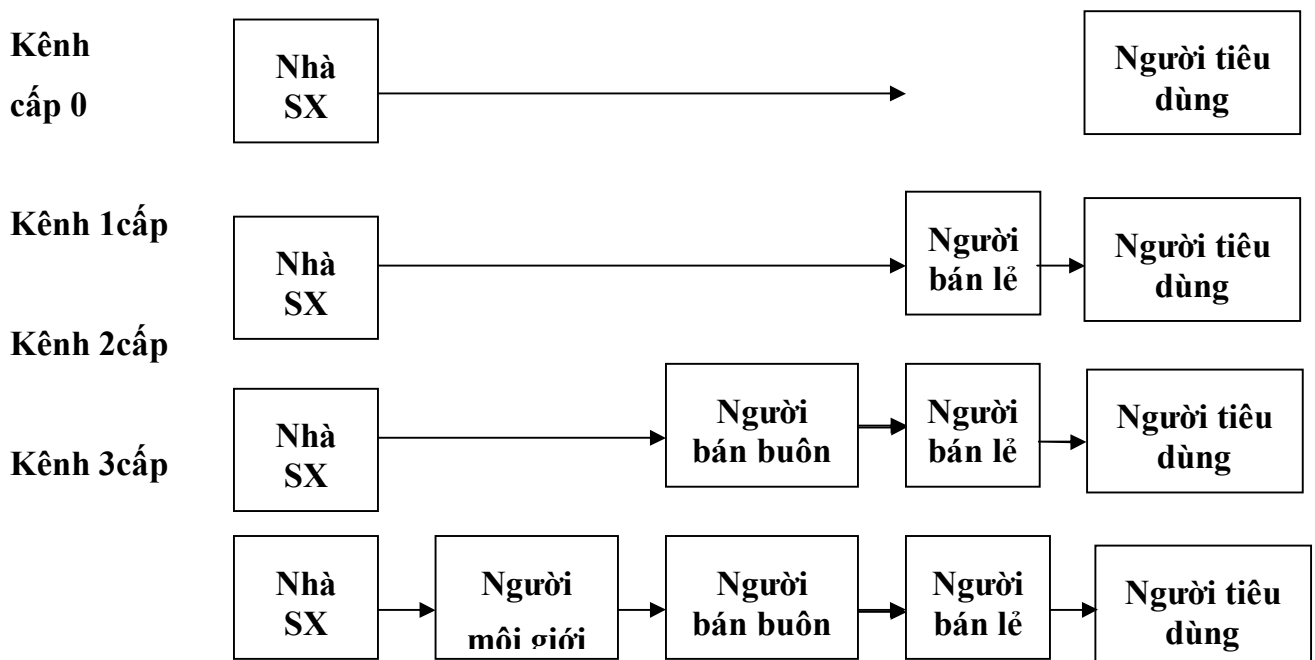 Kênh
cấp 0
Nhà
SX
Người tiêu
dùng
Kênh 1cấp
Nhà
SX
Người
bán lẻ
Người tiêu
dùng
Kênh 2cấp
Nhà
SX
Người
bán buôn
Người
bán lẻ
Người tiêu
dùng
Kênh 3cấp
Nhà
SX
Người
môi giới
Người
bán buôn
Người
bán lẻ
Người tiêu
dùng